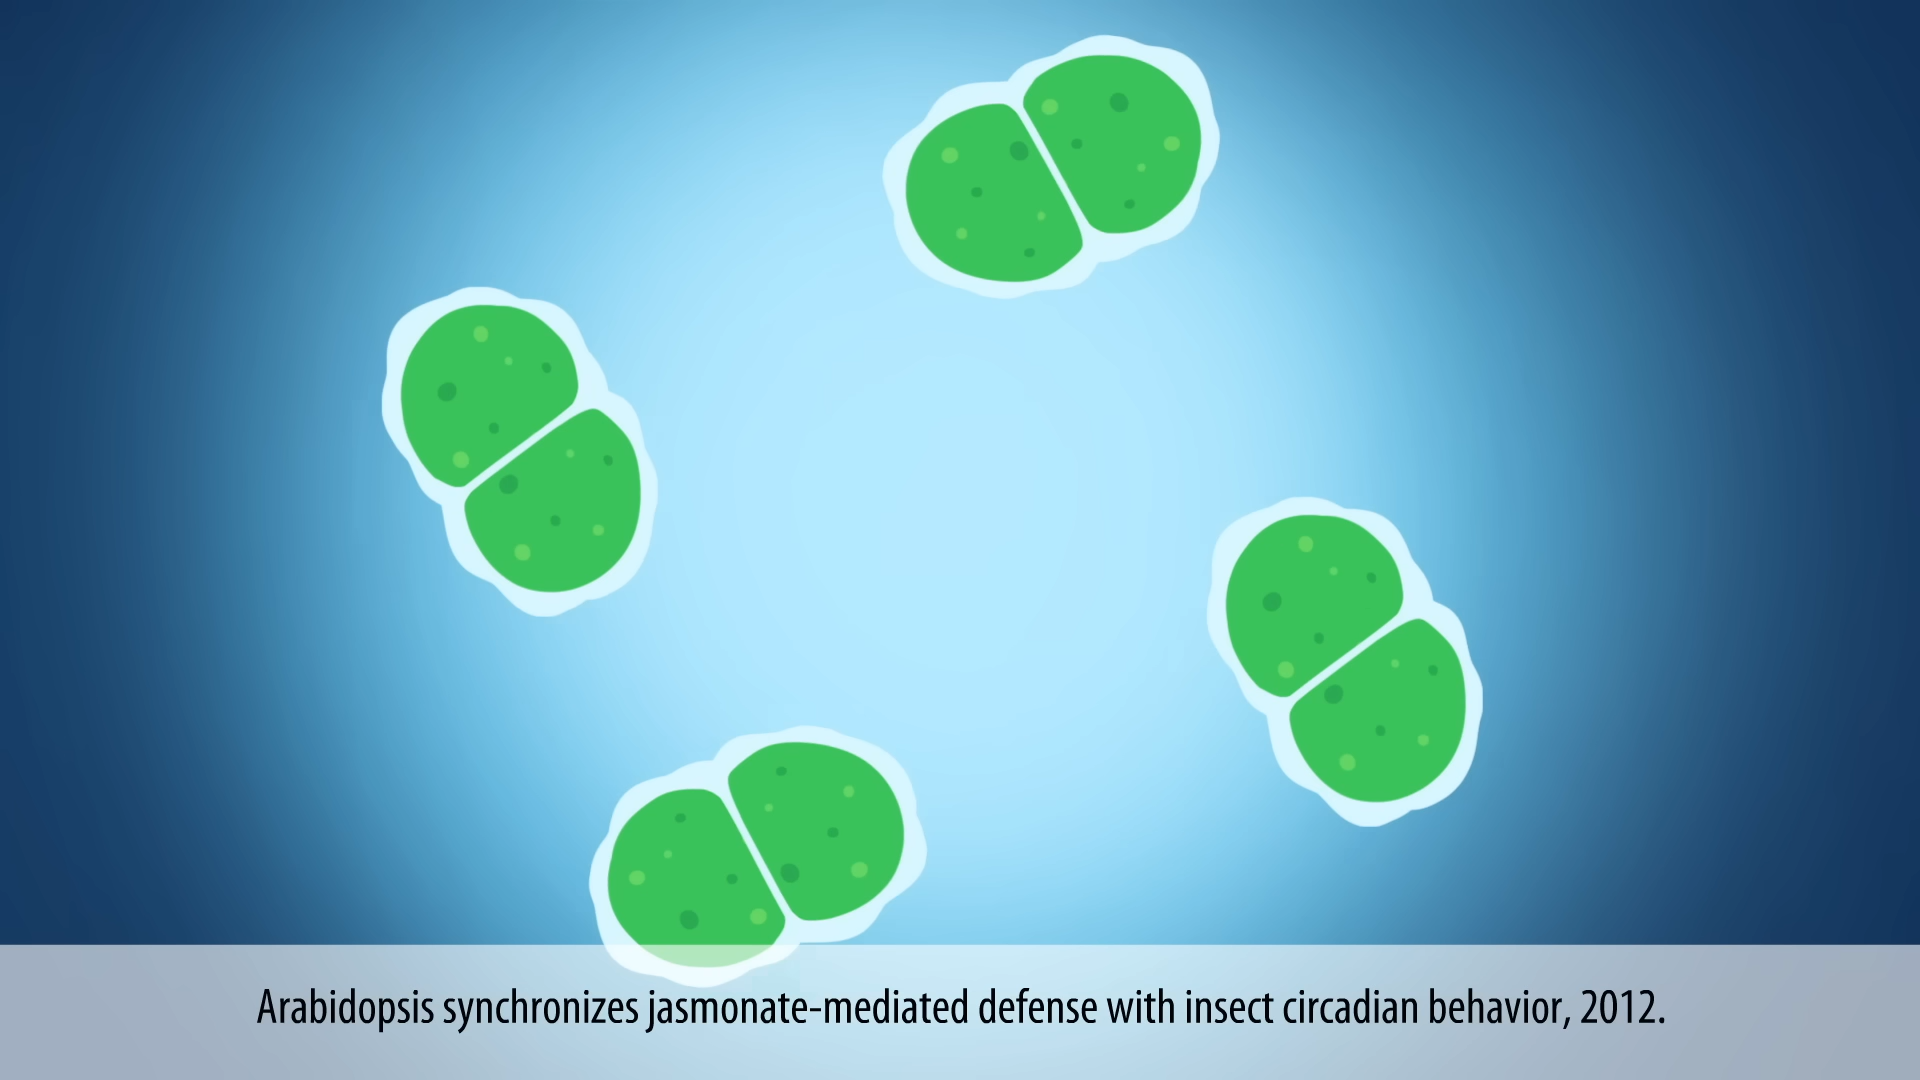 Arabidopsis synchronizes jasmonate-mediated defense with insect circadian behavior, 2012.